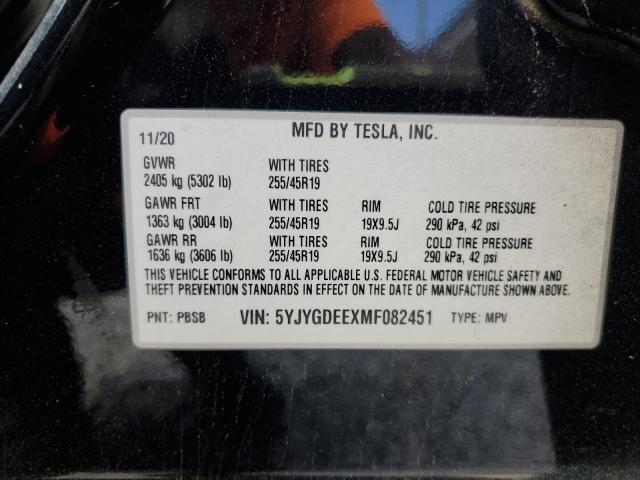 MFD BY TESLA, INC.
11/20
GVWR WITH TIRES
2405 kg (5302 lb) 255/45R19
GAWR FRT WITH TIRES RIM COLD TIRE PRESSURE
1363 kg (3004 lb) 255/45R19 19X9.5J 290 kPa, 42 psi
GAWR RR WITH TIRES RIM COLD TIRE PRESSURE
1636 kg (3606 lb) 255/45R19 19X9.5J 290 kPa, 42 psi
THIS VEHICLE CONFORMS TO ALL APPLICABLE U.S. FEDERAL MOTOR VEHICLE SAFETY AND
THEFT PREVENTION STANDARDS IN EFFECT ON THE DATE OF MANUFACTURE SHOWN ABOVE.
PNT: PBSB VIN: 5YJYGDEEXMF082451 TYPE: MPV